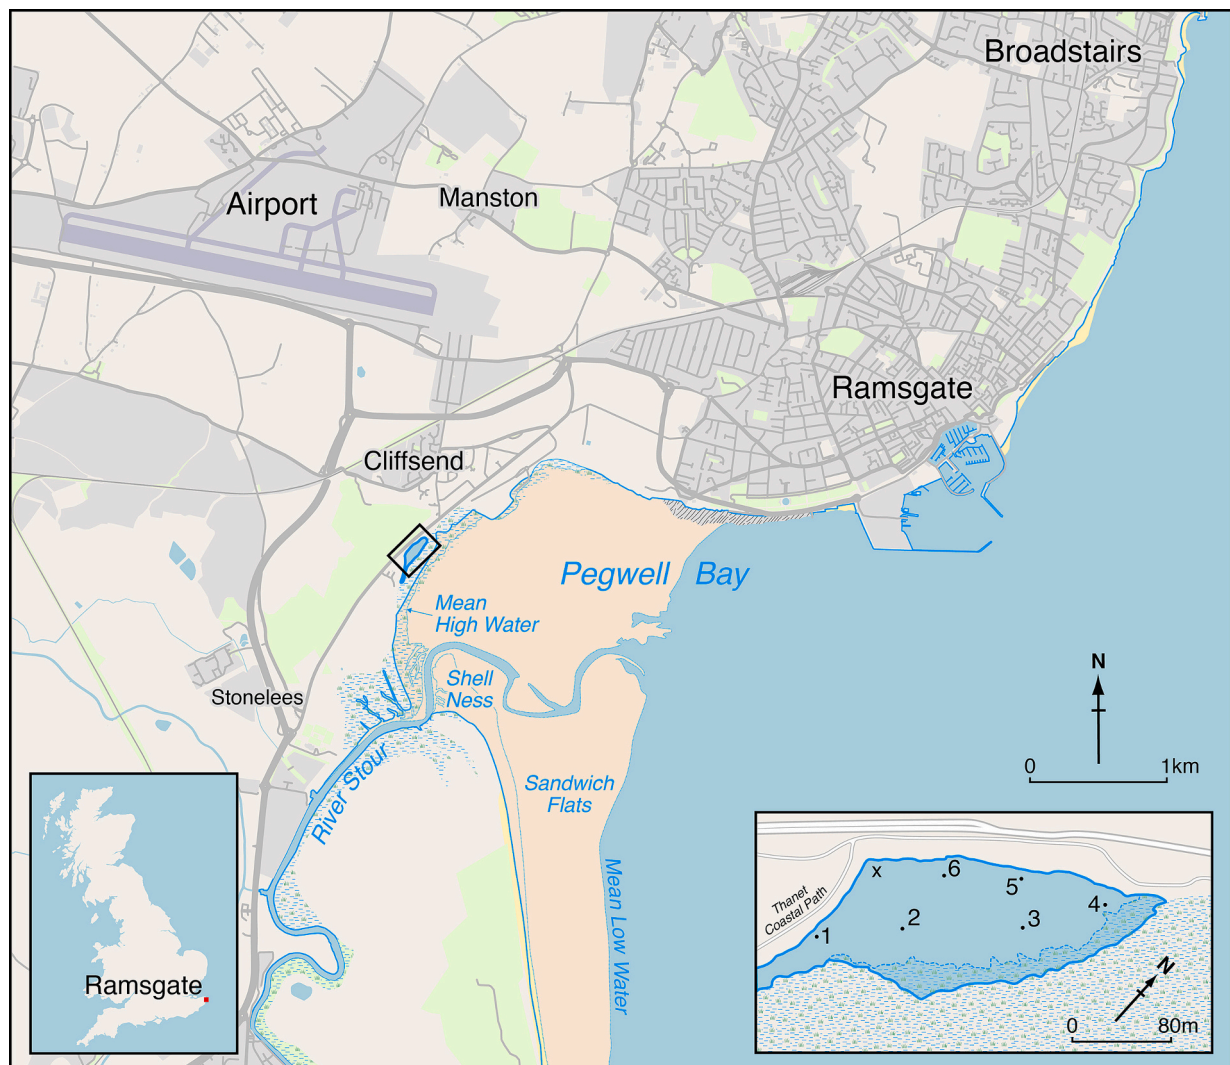 Broadstairs
Airport
Manston
Ramsgate
Cliffsend
Pegwell Bay
Mean
High Water
Shell
Ness
Stonelees
N
0 1km
River Stour
Sandwich
Flats
Mean Low Water
Ramsgate
x
6
5
4
Thanet
Coastal Path
1
2
3
N
0 80m